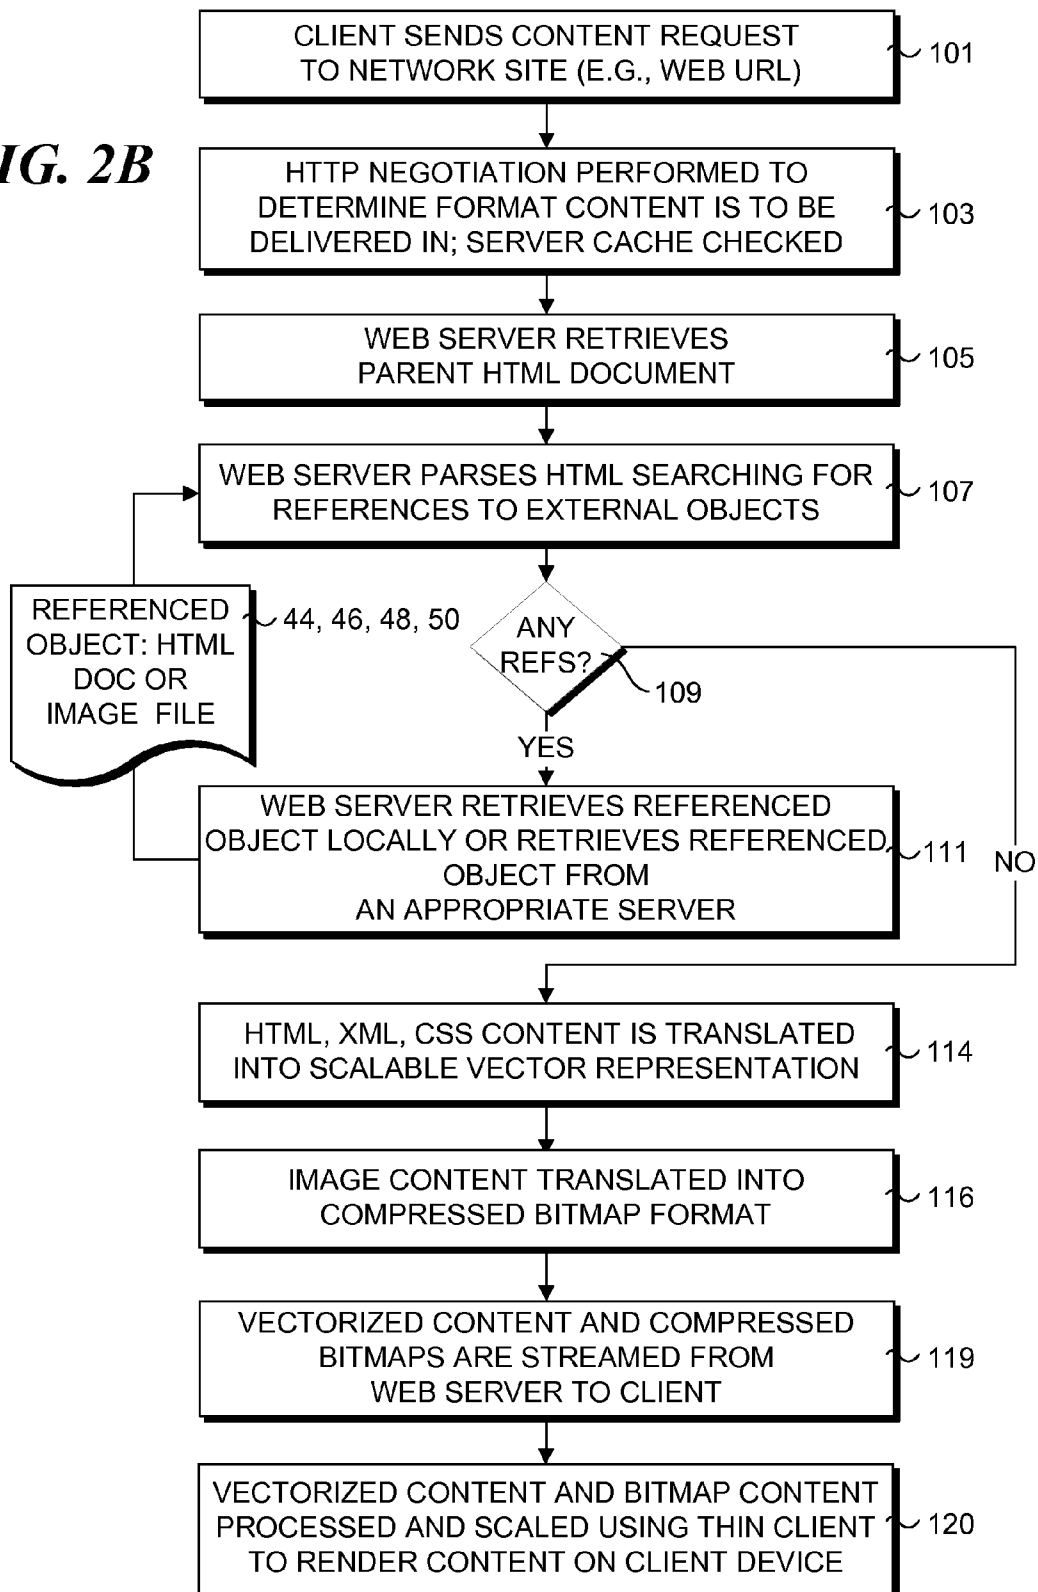 CLIENT SENDS CONTENT REQUEST
TO NETWORK SITE (E.G., WEB URL)
101
IG. 2B
HTTP NEGOTIATION PERFORMED TO
DETERMINE FORMAT CONTENT IS TO BE
DELIVERED IN; SERVER CACHE CHECKED
103
WEB SERVER RETRIEVES
PARENT HTML DOCUMENT
105
WEB SERVER PARSES HTML SEARCHING FOR
REFERENCES TO EXTERNAL OBJECTS
107
REFERENCED
OBJECT: HTML
DOC OR
IMAGE FILE
44, 46, 48, 50
ANY
REFS?
109
YES
NO
WEB SERVER RETRIEVES REFERENCED
OBJECT LOCALLY OR RETRIEVES REFERENCED
OBJECT FROM
AN APPROPRIATE SERVER
111
HTML, XML, CSS CONTENT IS TRANSLATED
INTO SCALABLE VECTOR REPRESENTATION
114
IMAGE CONTENT TRANSLATED INTO
COMPRESSED BITMAP FORMAT
116
VECTORIZED CONTENT AND COMPRESSED
BITMAPS ARE STREAMED FROM
WEB SERVER TO CLIENT
119
VECTORIZED CONTENT AND BITMAP CONTENT
PROCESSED AND SCALED USING THIN CLIENT
TO RENDER CONTENT ON CLIENT DEVICE
120